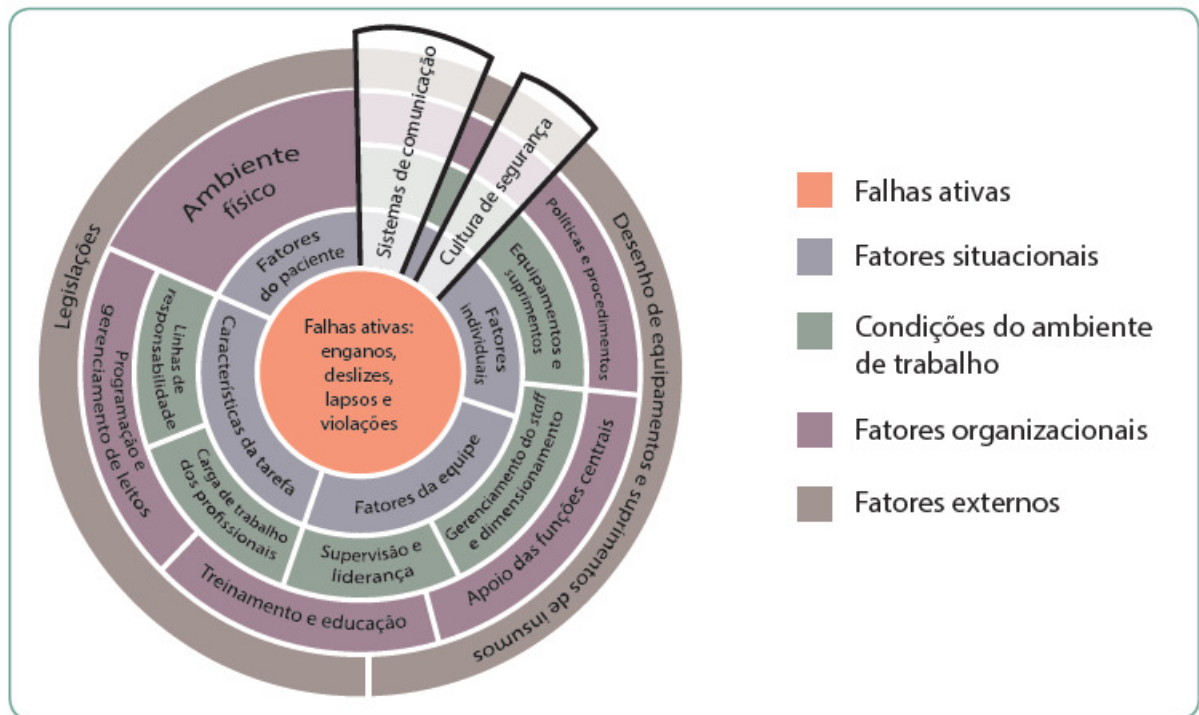 Sistemas de comunicação
Cultura de segurança
Legislações
Desenho de equipamentos e suprimentos de insumos
Ambiente
físico
Políticas e procedimentos
Apoio das funções centrais
Treinamento e educação
Programação e
gerenciamento de leitos
Equipamentos e
suprimentos
Gerenciamento do staff
e dimensionamento
Supervisão e
liderança
Carga de trabalho
dos profissionais
Linhas de
responsabilidade
Fatores
do paciente
Fatores
individuais
Fatores da equipe
Características da tarefa
Falhas ativas:
enganos,
deslizes,
lapsos e
violações
Falhas ativas
Fatores situacionais
Condições do ambiente
de trabalho
Fatores organizacionais
Fatores externos